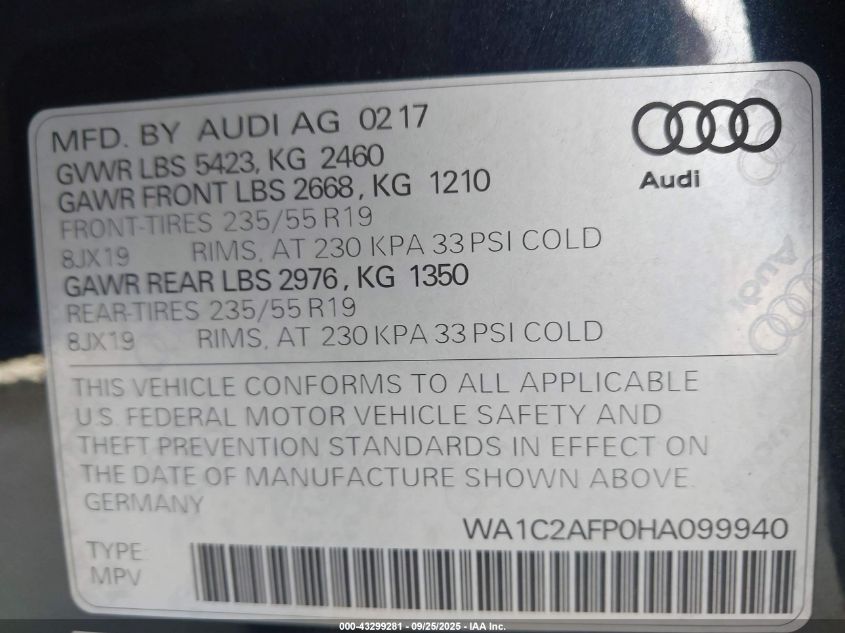 MFD. BY AUDI AG 02 17
GVWR LBS 5423, KG 2460
GAWR FRONT LBS 2668, KG 1210
FRONT-TIRES 235/55 R19
8JX19 RIMS, AT 230 KPA 33 PSI COLD
GAWR REAR LBS 2976, KG 1350
REAR-TIRES 235/55 R19
8JX19 RIMS, AT 230 KPA 33 PSI COLD
Audi
Audi
THIS VEHICLE CONFORMS TO ALL APPLICABLE
U.S. FEDERAL MOTOR VEHICLE SAFETY AND
THEFT PREVENTION STANDARDS IN EFFECT ON
THE DATE OF MANUFACTURE SHOWN ABOVE.
GERMANY
WA1C2AFP0HA099940
TYPE:
MPV
000-43299281 - 09/25/2025 - IAA Inc.